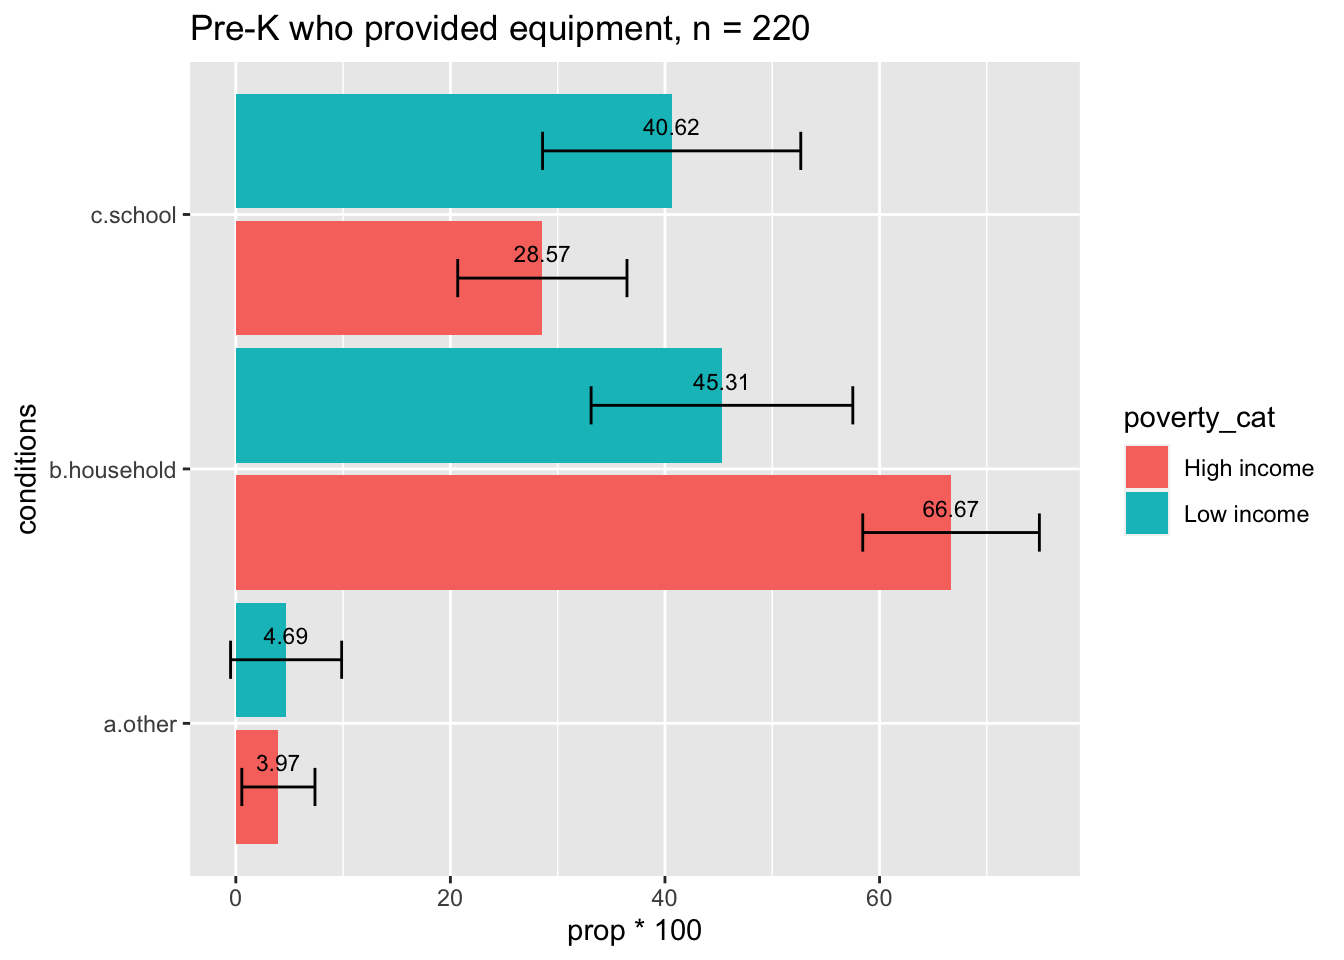 Pre-K who provided equipment, n = 220
40.62
c.school
28.57
45.31
b.household
66.67
4.69
a.other
3.97
0 20 40 60
prop * 100
conditions
poverty_cat
High income
Low income